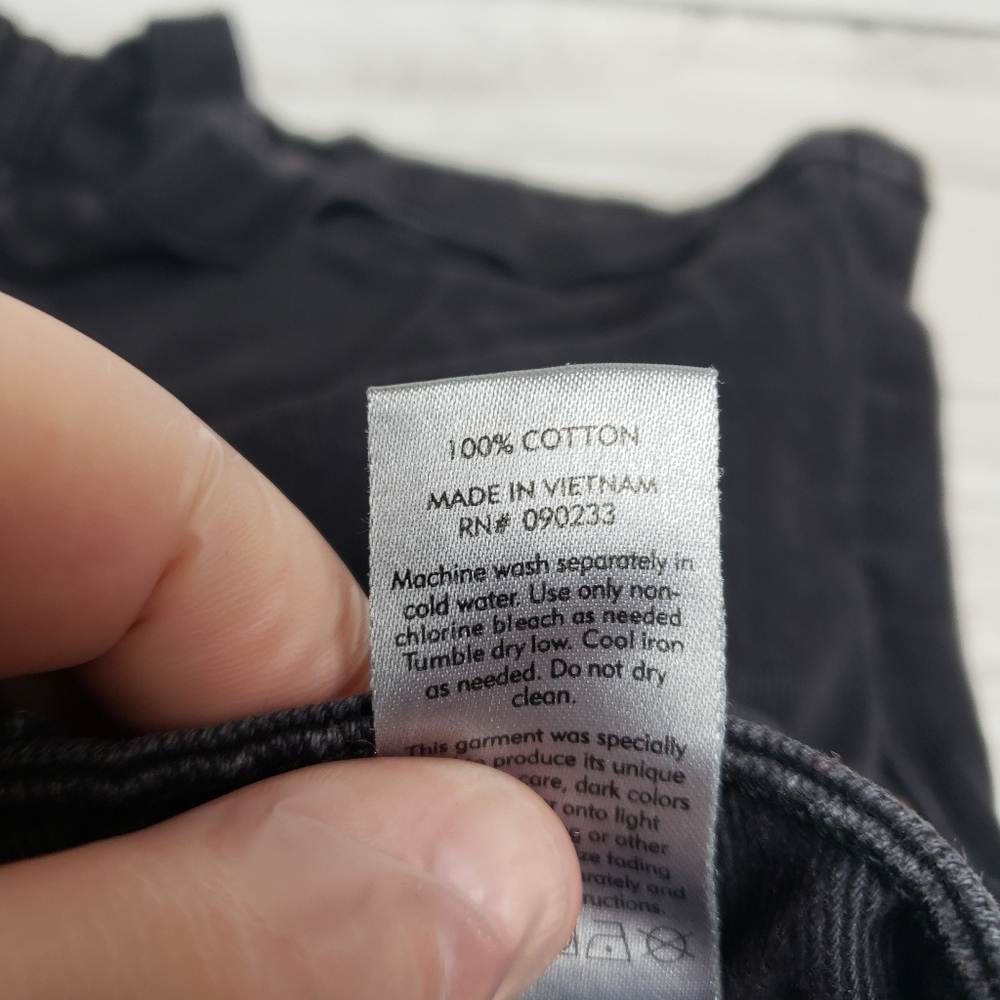 100% COTTON
MADE IN VIETNAM
RN# 090233
Machine wash separately in
cold water. Use only non-
chlorine bleach as needed
Tumble dry low. Cool iron
as needed. Do not dry
clean.
This garment was specially
produce its unique
care, dark colors
onto light
or other
fading
and